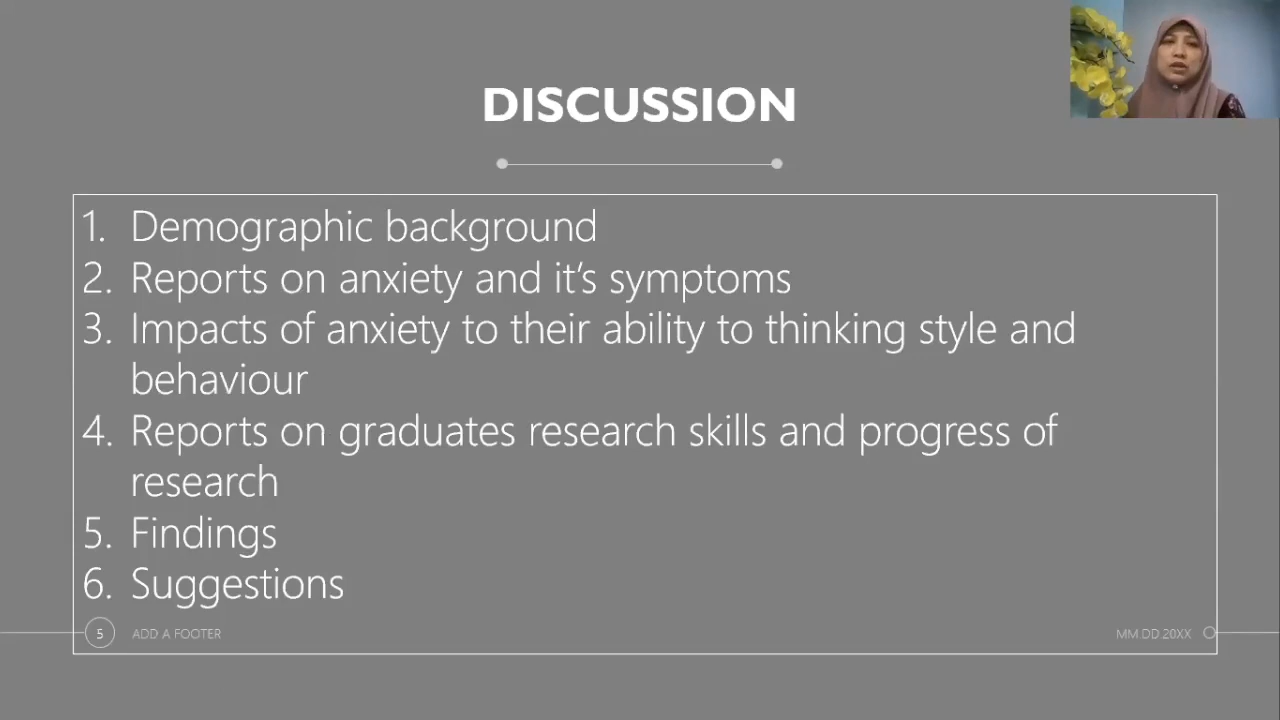 DISCUSSION
1. Demographic background
2. Reports on anxiety and it’s symptoms
3. Impacts of anxiety to their ability to thinking style and
behaviour
4. Reports on graduates research skills and progress of
research
5. Findings
6. Suggestions
5 ADD A FOOTER MM.DD.20XX